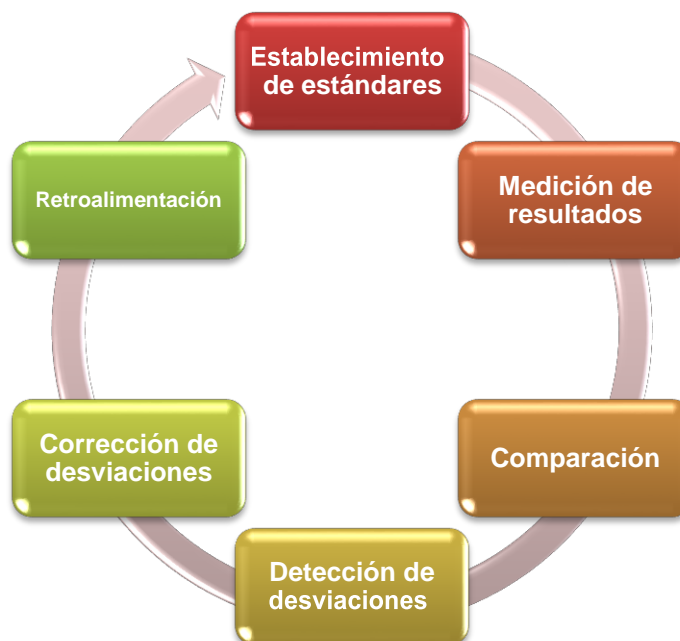 Establecimiento
de estándares
Medición de
resultados
Comparación
Detección de
desviaciones
Corrección de
desviaciones
Retroalimentación